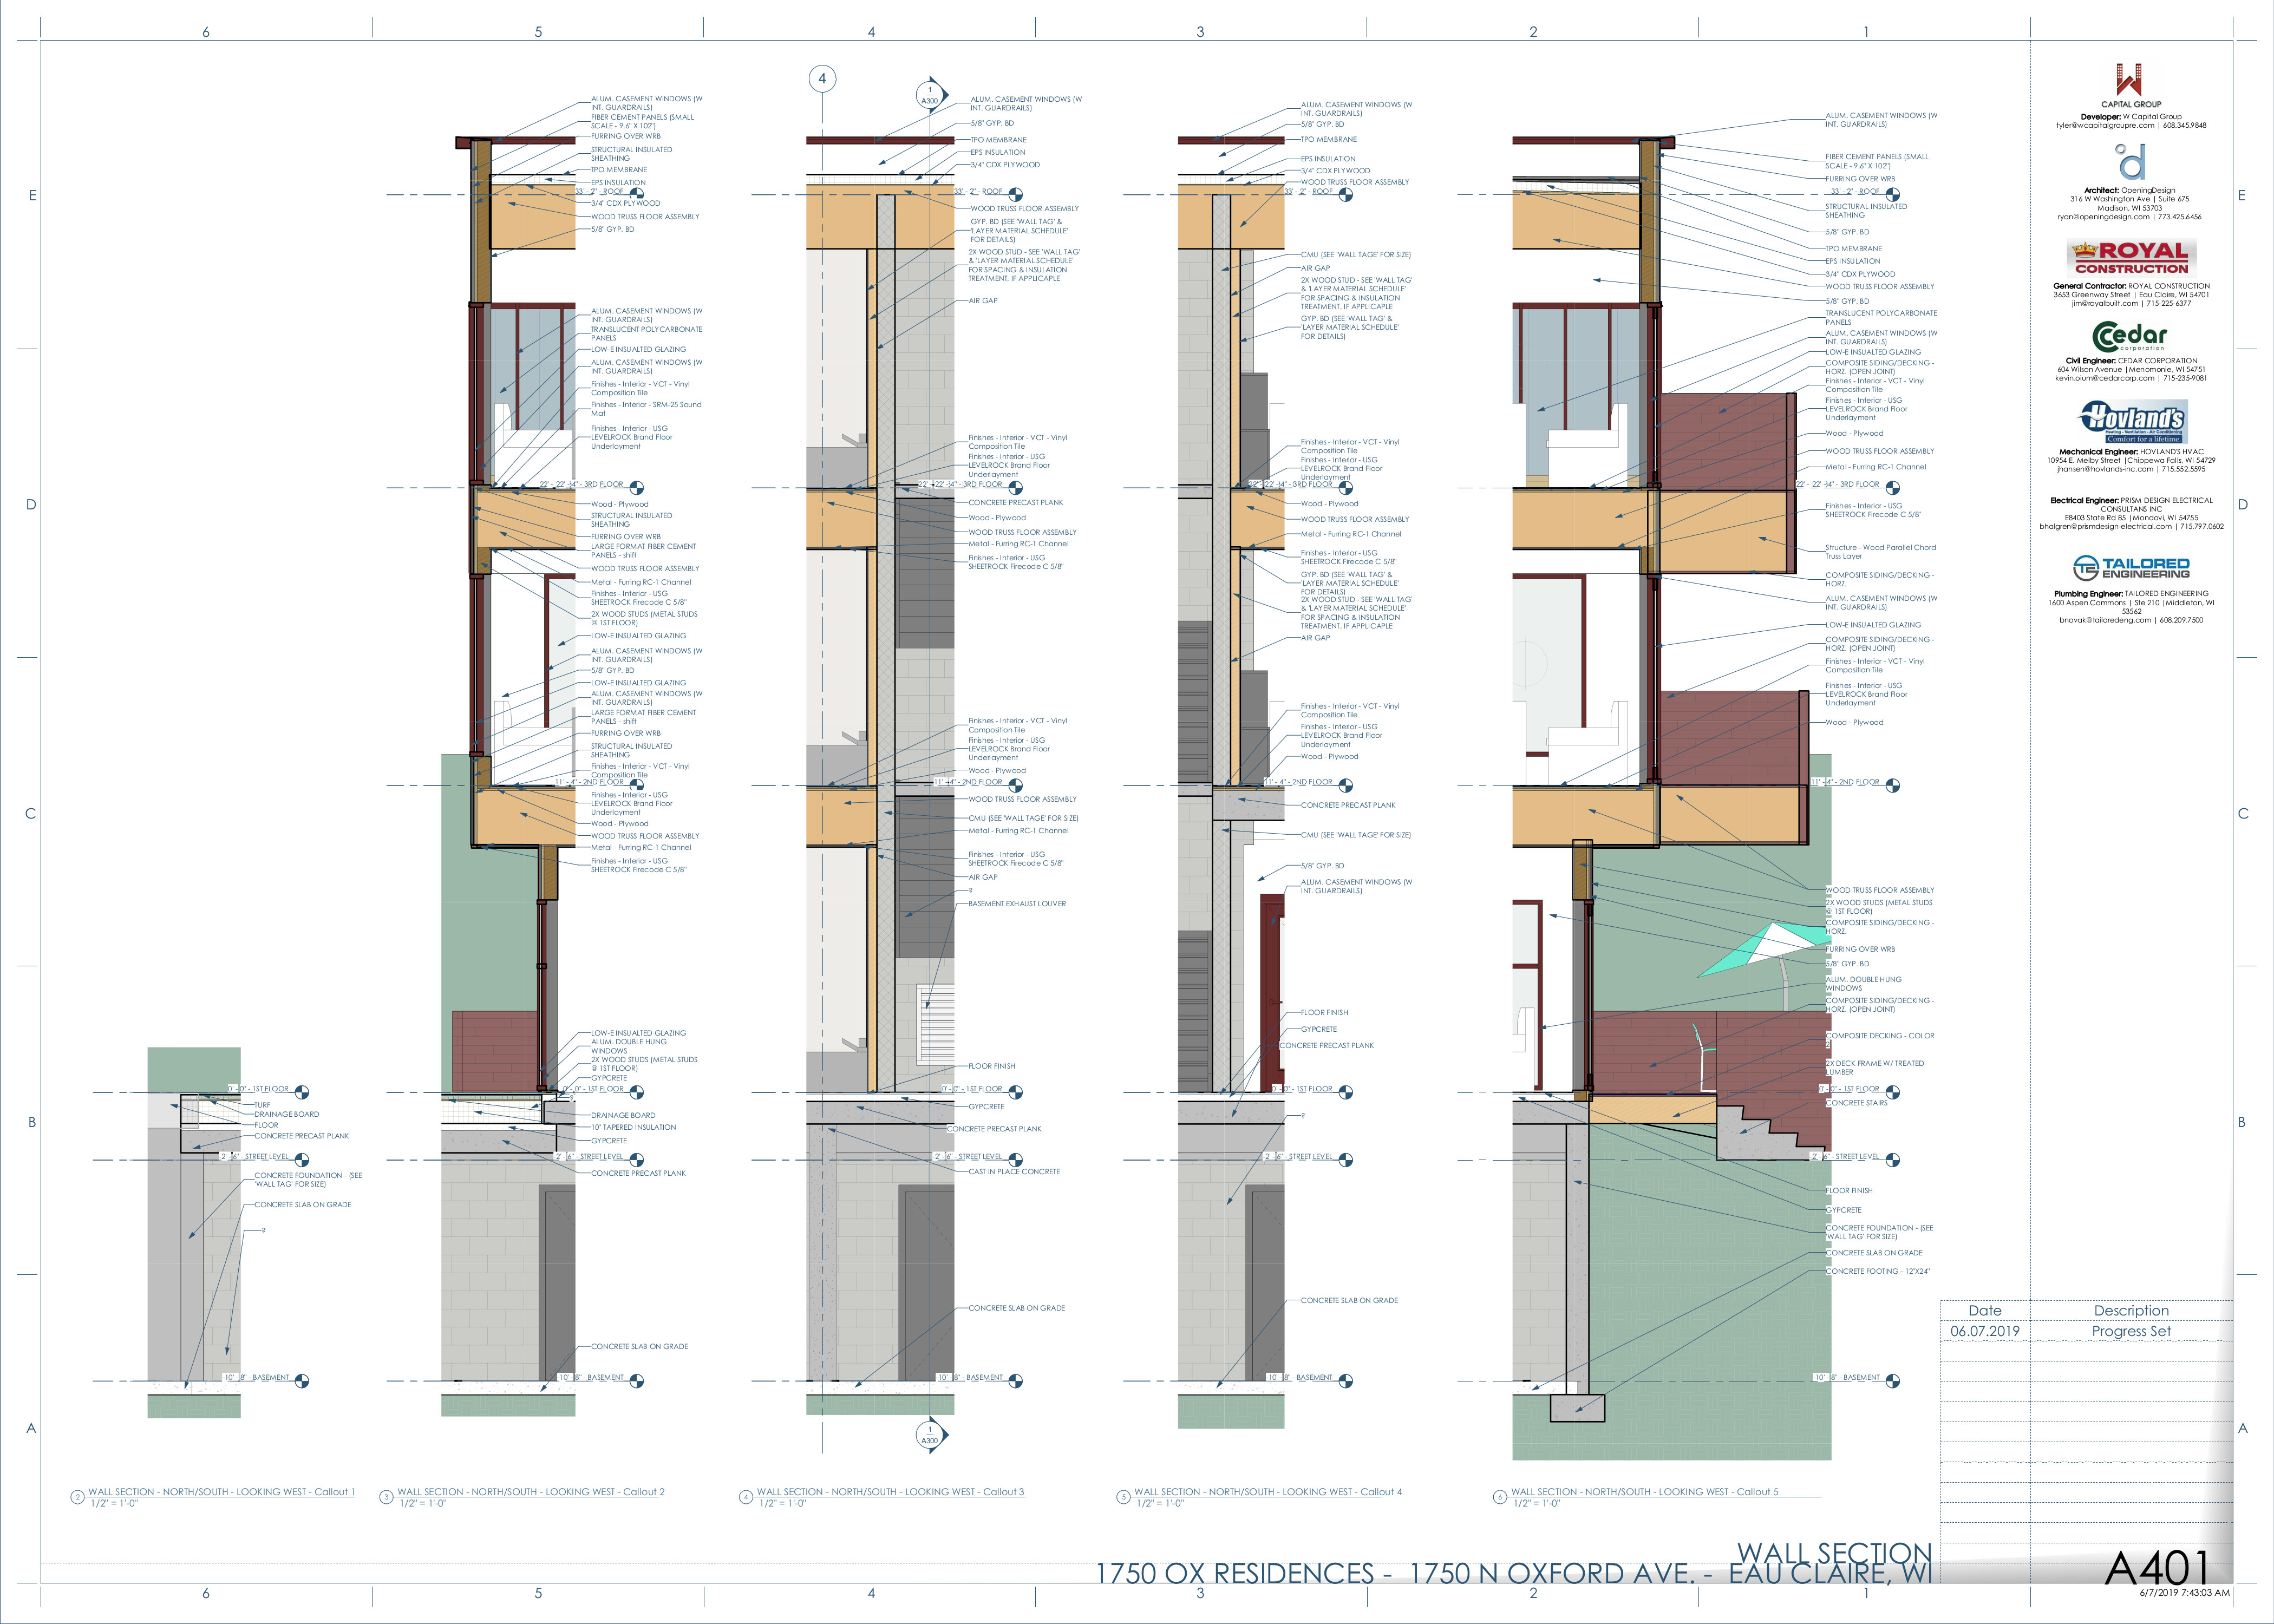 6
5
4
3
2
1
4
1
---
A300
ALUM. CASEMENT WINDOWS (W
INT. GUARDRAILS)
FIBER CEMENT PANELS (SMALL
SCALE - 9.6" X 102")
FURRING OVER WRB
STRUCTURAL INSULATED
SHEATHING
TPO MEMBRANE
EPS INSULATION
33' - 2" - ROOF
3/4" CDX PLYWOOD
WOOD TRUSS FLOOR ASSEMBLY
5/8" GYP. BD
ALUM. CASEMENT WINDOWS (W
INT. GUARDRAILS)
TRANSLUCENT POLYCARBONATE
PANELS
LOW-E INSUALTED GLAZING
ALUM. CASEMENT WINDOWS (W
INT. GUARDRAILS)
Finishes - Interior - VCT - Vinyl
Composition Tile
Finishes - Interior - SRM-25 Sound
Mat
Finishes - Interior - USG
LEVELROCK Brand Floor
Underlayment
3RD FLOOR
Wood - Plywood
STRUCTURAL INSULATED
SHEATHING
FURRING OVER WRB
LARGE FORMAT FIBER CEMENT
PANELS - shift
WOOD TRUSS FLOOR ASSEMBLY
Metal - Furring RC-1 Channel
Finishes - Interior - USG
SHEETROCK Firecode C 5/8"
2X WOOD STUDS (METAL STUDS
@ 1ST FLOOR)
LOW-E INSUALTED GLAZING
ALUM. CASEMENT WINDOWS (W
INT. GUARDRAILS)
5/8" GYP. BD
LOW-E INSUALTED GLAZING
ALUM. CASEMENT WINDOWS (W
INT. GUARDRAILS)
LARGE FORMAT FIBER CEMENT
PANELS - shift
FURRING OVER WRB
STRUCTURAL INSULATED
SHEATHING
Finishes - Interior - VCT - Vinyl
Composition Tile
11' - 4" - 2ND FLOOR
Finishes - Interior - USG
LEVELROCK Brand Floor
Underlayment
Wood - Plywood
WOOD TRUSS FLOOR ASSEMBLY
Metal - Furring RC-1 Channel
Finishes - Interior - USG
SHEETROCK Firecode C 5/8"
LOW-E INSUALTED GLAZING
ALUM. DOUBLE HUNG
WINDOWS
2X WOOD STUDS (METAL STUDS
@ 1ST FLOOR)
GYPCRETE
0' - 0" - 1ST FLOOR
?
DRAINAGE BOARD
10" TAPERED INSULATION
GYPCRETE
-2' - 6" - STREET LEVEL
CONCRETE PRECAST PLANK
CONCRETE SLAB ON GRADE
-10' - 8" - BASEMENT
0' - 0" - 1ST FLOOR
TURF
DRAINAGE BOARD
FLOOR
CONCRETE PRECAST PLANK
-2' - 6" - STREET LEVEL
CONCRETE FOUNDATION - (SEE
'WALL TAG' FOR SIZE)
CONCRETE SLAB ON GRADE
?
-10' - 8" - BASEMENT
ALUM. CASEMENT WINDOWS (W
INT. GUARDRAILS)
5/8" GYP. BD
TPO MEMBRANE
EPS INSULATION
3/4" CDX PLYWOOD
33' - 2" - ROOF
WOOD TRUSS FLOOR ASSEMBLY
GYP. BD (SEE 'WALL TAG' &
'LAYER MATERIAL SCHEDULE'
FOR DETAILS)
2X WOOD STUD - SEE 'WALL TAG'
& 'LAYER MATERIAL SCHEDULE'
FOR SPACING & INSULATION
TREATMENT, IF APPLICAPLE
AIR GAP
Finishes - Interior - VCT - Vinyl
Composition Tile
Finishes - Interior - USG
LEVELROCK Brand Floor
Underlayment
3RD FLOOR
CONCRETE PRECAST PLANK
Wood - Plywood
WOOD TRUSS FLOOR ASSEMBLY
Metal - Furring RC-1 Channel
Finishes - Interior - USG
SHEETROCK Firecode C 5/8"
Finishes - Interior - VCT - Vinyl
Composition Tile
Finishes - Interior - USG
LEVELROCK Brand Floor
Underlayment
Wood - Plywood
11' - 4" - 2ND FLOOR
WOOD TRUSS FLOOR ASSEMBLY
CMU (SEE 'WALL TAGE' FOR SIZE)
Metal - Furring RC-1 Channel
Finishes - Interior - USG
SHEETROCK Firecode C 5/8"
AIR GAP
?
BASEMENT EXHAUST LOUVER
FLOOR FINISH
0' - 0" - 1ST FLOOR
GYPCRETE
CONCRETE PRECAST PLANK
-2' - 6" - STREET LEVEL
CAST IN PLACE CONCRETE
CONCRETE SLAB ON GRADE
-10' - 8" - BASEMENT
1
---
A300
ALUM. CASEMENT WINDOWS (W
INT. GUARDRAILS)
5/8" GYP. BD
TPO MEMBRANE
EPS INSULATION
3/4" CDX PLYWOOD
WOOD TRUSS FLOOR ASSEMBLY
33' - 2" - ROOF
CMU (SEE 'WALL TAGE' FOR SIZE)
AIR GAP
2X WOOD STUD - SEE 'WALL TAG'
& 'LAYER MATERIAL SCHEDULE'
FOR SPACING & INSULATION
TREATMENT, IF APPLICAPLE
GYP. BD (SEE 'WALL TAG' &
'LAYER MATERIAL SCHEDULE'
FOR DETAILS)
Finishes - Interior - VCT - Vinyl
Composition Tile
Finishes - Interior - USG
LEVELROCK Brand Floor
Underlayment
3RD FLOOR
Wood - Plywood
WOOD TRUSS FLOOR ASSEMBLY
Metal - Furring RC-1 Channel
Finishes - Interior - USG
SHEETROCK Firecode C 5/8"
GYP. BD (SEE 'WALL TAG' &
'LAYER MATERIAL SCHEDULE'
FOR DETAILS)
2X WOOD STUD - SEE 'WALL TAG'
& 'LAYER MATERIAL SCHEDULE'
FOR SPACING & INSULATION
TREATMENT, IF APPLICAPLE
AIR GAP
Finishes - Interior - VCT - Vinyl
Composition Tile
Finishes - Interior - USG
LEVELROCK Brand Floor
Underlayment
Wood - Plywood
11' - 4" - 2ND FLOOR
CONCRETE PRECAST PLANK
CMU (SEE 'WALL TAGE' FOR SIZE)
5/8" GYP. BD
ALUM. CASEMENT WINDOWS (W
INT. GUARDRAILS)
FLOOR FINISH
GYPCRETE
CONCRETE PRECAST PLANK
0' - 0" - 1ST FLOOR
?
-2' - 6" - STREET LEVEL
CONCRETE SLAB ON GRADE
-10' - 8" - BASEMENT
ALUM. CASEMENT WINDOWS (W
INT. GUARDRAILS)
FIBER CEMENT PANELS (SMALL
SCALE - 9.6" X 102")
FURRING OVER WRB
33' - 2" - ROOF
STRUCTURAL INSULATED
SHEATHING
5/8" GYP. BD
TPO MEMBRANE
EPS INSULATION
3/4" CDX PLYWOOD
WOOD TRUSS FLOOR ASSEMBLY
5/8" GYP. BD
TRANSLUCENT POLYCARBONATE
PANELS
ALUM. CASEMENT WINDOWS (W
INT. GUARDRAILS)
LOW-E INSUALTED GLAZING
COMPOSITE SIDING/DECKING -
HORZ. (OPEN JOINT)
Finishes - Interior - VCT - Vinyl
Composition Tile
Finishes - Interior - USG
LEVELROCK Brand Floor
Underlayment
Wood - Plywood
WOOD TRUSS FLOOR ASSEMBLY
Metal - Furring RC-1 Channel
3RD FLOOR
Finishes - Interior - USG
SHEETROCK Firecode C 5/8"
Structure - Wood Parallel Chord
Truss Layer
COMPOSITE SIDING/DECKING -
HORZ.
ALUM. CASEMENT WINDOWS (W
INT. GUARDRAILS)
LOW-E INSUALTED GLAZING
COMPOSITE SIDING/DECKING -
HORZ. (OPEN JOINT)
Finishes - Interior - VCT - Vinyl
Composition Tile
Finishes - Interior - USG
LEVELROCK Brand Floor
Underlayment
Wood - Plywood
11' - 4" - 2ND FLOOR
WOOD TRUSS FLOOR ASSEMBLY
2X WOOD STUDS (METAL STUDS
@ 1ST FLOOR)
COMPOSITE SIDING/DECKING -
HORZ.
FURRING OVER WRB
5/8" GYP. BD
ALUM. DOUBLE HUNG
WINDOWS
COMPOSITE SIDING/DECKING -
HORZ. (OPEN JOINT)
COMPOSITE DECKING - COLOR
2X DECK FRAME W/ TREATED
LUMBER
0' - 0" - 1ST FLOOR
CONCRETE STAIRS
-2' - 6" - STREET LEVEL
FLOOR FINISH
GYPCRETE
CONCRETE FOUNDATION - (SEE
'WALL TAG' FOR SIZE)
CONCRETE SLAB ON GRADE
CONCRETE FOOTING - 12"X24"
-10' - 8" - BASEMENT
2 WALL SECTION - NORTH/SOUTH - LOOKING WEST - Callout 1
1/2" = 1'-0"
3 WALL SECTION - NORTH/SOUTH - LOOKING WEST - Callout 2
1/2" = 1'-0"
4 WALL SECTION - NORTH/SOUTH - LOOKING WEST - Callout 3
1/2" = 1'-0"
5 WALL SECTION - NORTH/SOUTH - LOOKING WEST - Callout 4
1/2" = 1'-0"
6 WALL SECTION - NORTH/SOUTH - LOOKING WEST - Callout 5
1/2" = 1'-0"
E
D
C
B
A
E
D
C
B
A
W
CAPITAL GROUP
Developer: W Capital Group
tyler@wcapitalgroupre.com | 608.345.9848
Architect: OpeningDesign
316 W Washington Ave | Suite 675
Madison, WI 53703
ryan@openingdesign.com | 773.425.6456
ROYAL
CONSTRUCTION
General Contractor: ROYAL CONSTRUCTION
3653 Greenway Street | Eau Claire, WI 54701
jim@royalbuilt.com | 715-225-6377
Cedar
corporation
Civil Engineer: CEDAR CORPORATION
604 Wilson Avenue |Menomonie, WI 54751
kevin.oium@cedarcorp.com | 715-235-9081
Hovland's
Heating - Ventilation - Air Conditioning
Comfort for a lifetime.
Mechanical Engineer: HOVLAND'S HVAC
10954 E. Melby Street |Chippewa Falls, WI 54729
jhansen@hovlands-inc.com | 715.552.5595
Electrical Engineer: PRISM DESIGN ELECTRICAL
CONSULTANS INC
E8403 State Rd 85 |Mondovi, WI 54755
bhalgren@prismdesign-electrical.com | 715.797.0602
TAILORED
ENGINEERING
Plumbing Engineer: TAILORED ENGINEERING
1600 Aspen Commons | Ste 210 |Middleton, WI
53562
bnovak@tailoredeng.com | 608.209.7500
Date Description
06.07.2019 Progress Set
WALL SECTION
1750 OX RESIDENCES - 1750 N OXFORD AVE. - EAU CLAIRE, WI
A401
6/7/2019 7:43:03 AM
6
5
4
3
2
1